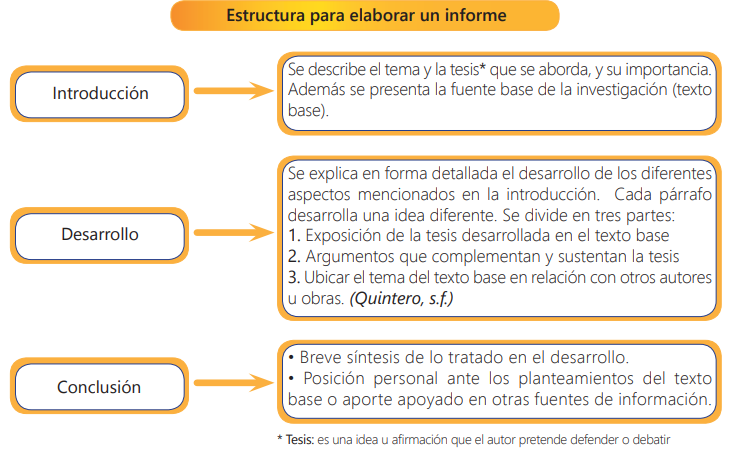 Estructura para elaborar un informe
Introducción
Se describe el tema y la tesis* que se aborda, y su importancia.
Además se presenta la fuente base de la investigación (texto
base).
Desarrollo
Se explica en forma detallada el desarrollo de los diferentes
aspectos mencionados en la introducción. Cada párrafo
desarrolla una idea diferente. Se divide en tres partes:
1. Exposición de la tesis desarrollada en el texto base
2. Argumentos que complementan y sustentan la tesis
3. Ubicar el tema del texto base en relación con otros autores
u obras. (Quintero, s.f.)
Conclusión
• Breve síntesis de lo tratado en el desarrollo.
• Posición personal ante los planteamientos del texto
base o aporte apoyado en otras fuentes de información.
* Tesis: es una idea u afirmación que el autor pretende defender o debatir